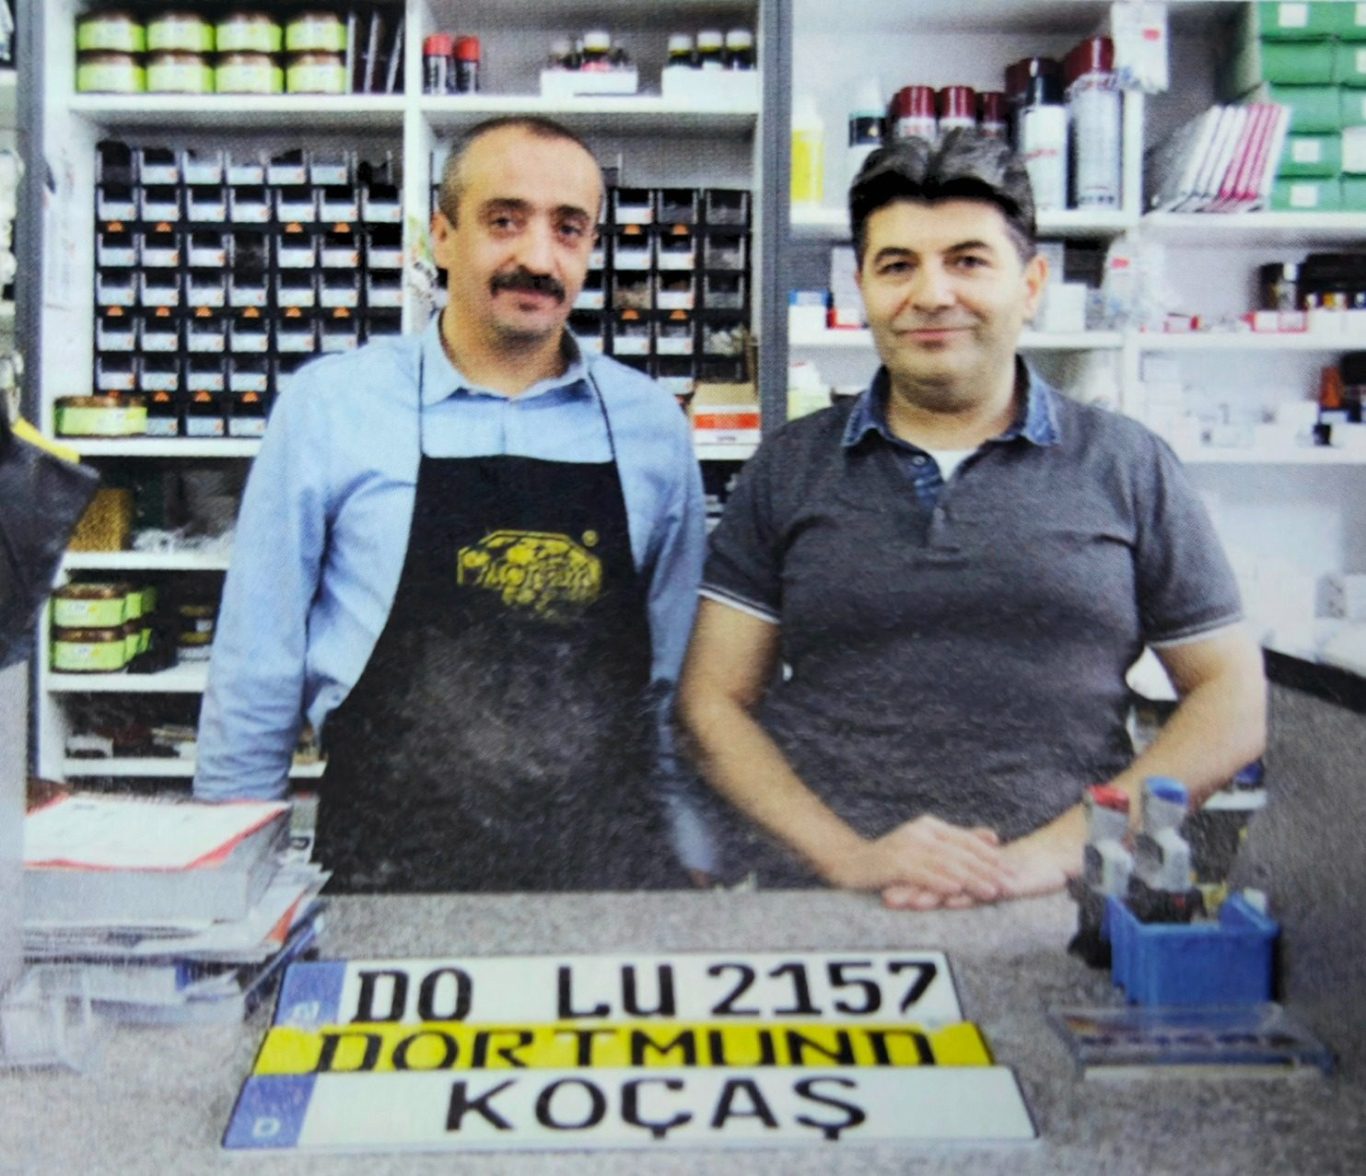 DO LU 2157
DORTMUND
D KOÇAŞ